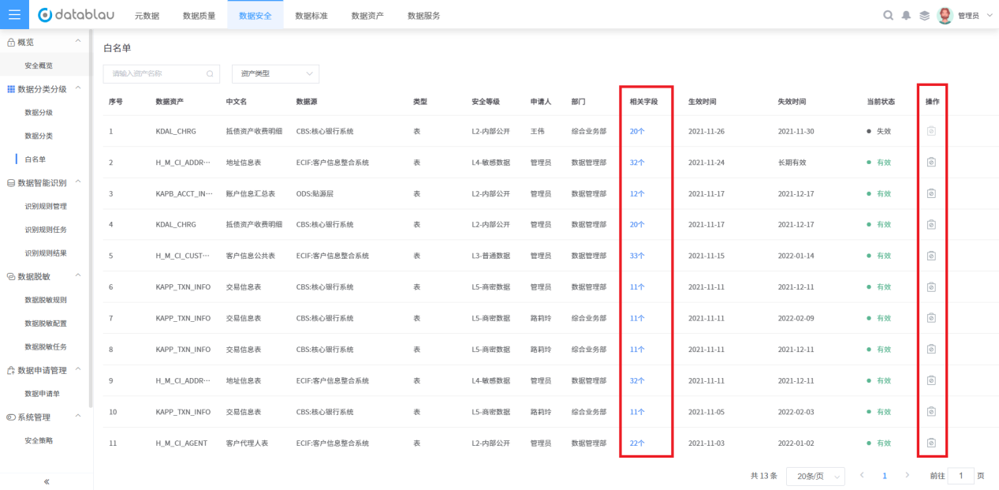 datablau 元数据 数据质量 数据安全 数据标准 数据资产 数据服务 管理员
概览
安全概览
数据分类分级
数据分级
数据分类
白名单
数据智能识别
识别规则管理
识别规则任务
识别规则结果
数据脱敏
数据脱敏规则
数据脱敏配置
数据脱敏任务
数据申请管理
数据申请单
系统管理
安全策略
«
白名单
请输入资产名称 资产类型
序号 数据资产 中文名 数据源 类型 安全等级 申请人 部门 相关字段 生效时间 失效时间 当前状态 操作
1 KDAL_CHRG 抵债资产收费明细 CBS:核心银行系统 表 L2-内部公开 王伟 综合业务部 20个 2021-11-26 2021-11-30 失效
2 H_M_CI_ADDR··· 地址信息表 ECIF:客户信息整合系统 表 L4-敏感数据 管理员 数据管理部 32个 2021-11-24 长期有效 有效
3 KAPB_ACCT_IN··· 账户信息汇总表 ODS:贴源层 表 L2-内部公开 管理员 数据管理部 12个 2021-11-17 2021-12-17 有效
4 KDAL_CHRG 抵债资产收费明细 CBS:核心银行系统 表 L2-内部公开 管理员 数据管理部 20个 2021-11-17 2021-12-17 有效
5 H_M_CI_CUST··· 客户信息公共表 ECIF:客户信息整合系统 表 L3-普通数据 管理员 数据管理部 33个 2021-11-15 2022-01-14 有效
6 KAPP_TXN_INFO 交易信息表 CBS:核心银行系统 表 L5-商密数据 管理员 数据管理部 11个 2021-11-11 2021-12-11 有效
7 KAPP_TXN_INFO 交易信息表 CBS:核心银行系统 表 L5-商密数据 路莉玲 综合业务部 11个 2021-11-11 2022-02-09 有效
8 KAPP_TXN_INFO 交易信息表 CBS:核心银行系统 表 L5-商密数据 路莉玲 综合业务部 11个 2021-11-11 2021-12-11 有效
9 H_M_CI_ADDR··· 地址信息表 ECIF:客户信息整合系统 表 L4-敏感数据 管理员 数据管理部 32个 2021-11-11 2021-12-11 有效
10 KAPP_TXN_INFO 交易信息表 CBS:核心银行系统 表 L5-商密数据 路莉玲 综合业务部 11个 2021-11-05 2022-02-03 有效
11 H_M_CI_AGENT 客户代理人表 ECIF:客户信息整合系统 表 L2-内部公开 管理员 数据管理部 22个 2021-11-03 2022-01-02 有效
共 13 条 20条/页 1 前往 1 页